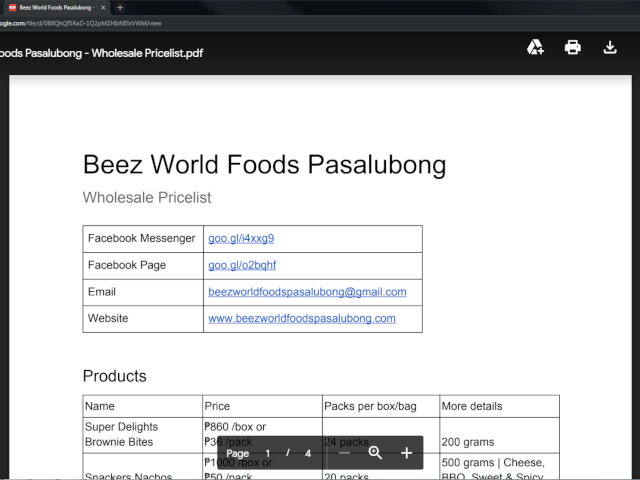 Beez World Foods Pasalubong -
ogle.com/file/d/
/view
oods Pasalubong - Wholesale Pricelist.pdf
Beez World Foods Pasalubong
Wholesale Pricelist
Facebook Messenger goo.gl/i4xxg9
Facebook Page goo.gl/o2bqhf
Email beezworldfoodspasalubong@gmail.com
Website www.beezworldfoodspasalubong.com
Products
Name Price Packs per box/bag More details
Super Delights ₱860 /box or
Brownie Bites ₱36 /pack 24 packs 200 grams
Page 1 / 4
₱1000 /box or 500 grams | Cheese,
Snackers Nachos ₱50 /pack 20 packs BBQ, Sweet & Spicy